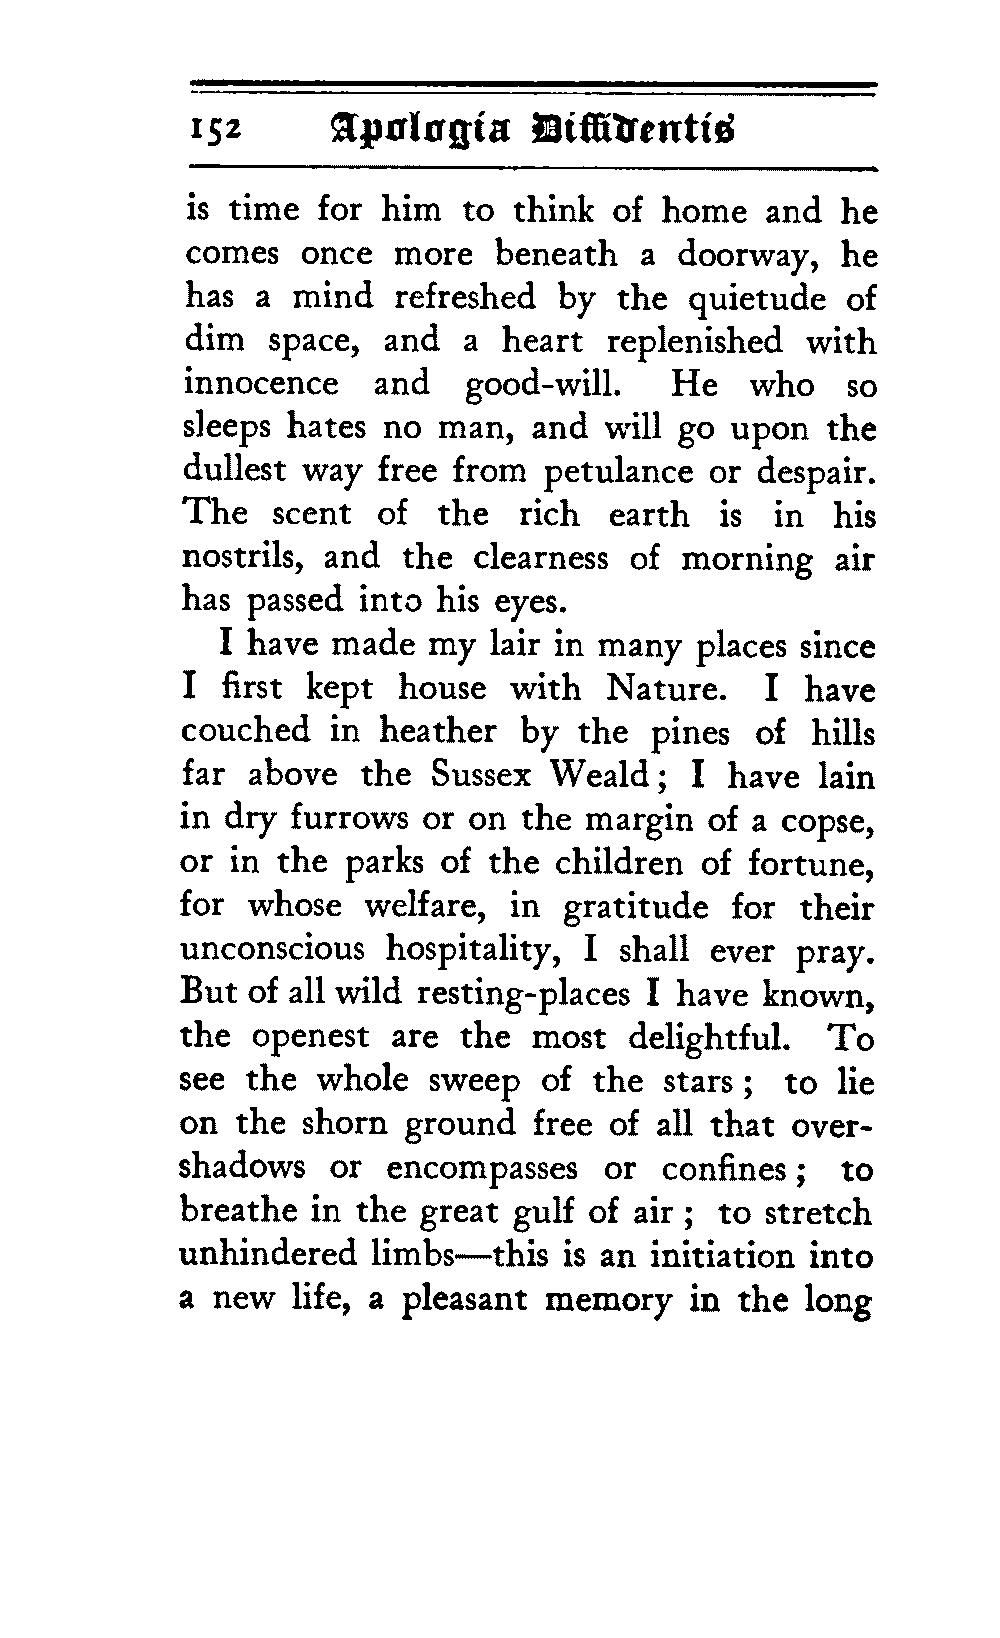 152 Apologia Diffidentis
is time for him to think of home and he
comes once more beneath a doorway, he
has a mind refreshed by the quietude of
dim space, and a heart replenished with
innocence and good-will. He who so
sleeps hates no man, and will go upon the
dullest way free from petulance or despair.
The scent of the rich earth is in his
nostrils, and the clearness of morning air
has passed into his eyes.
I have made my lair in many places since
I first kept house with Nature. I have
couched in heather by the pines of hills
far above the Sussex Weald; I have lain
in dry furrows or on the margin of a copse,
or in the parks of the children of fortune,
for whose welfare, in gratitude for their
unconscious hospitality, I shall ever pray.
But of all wild resting-places I have known,
the openest are the most delightful. To
see the whole sweep of the stars; to lie
on the shorn ground free of all that over-
shadows or encompasses or confines; to
breathe in the great gulf of air; to stretch
unhindered limbs—this is an initiation into
a new life, a pleasant memory in the long